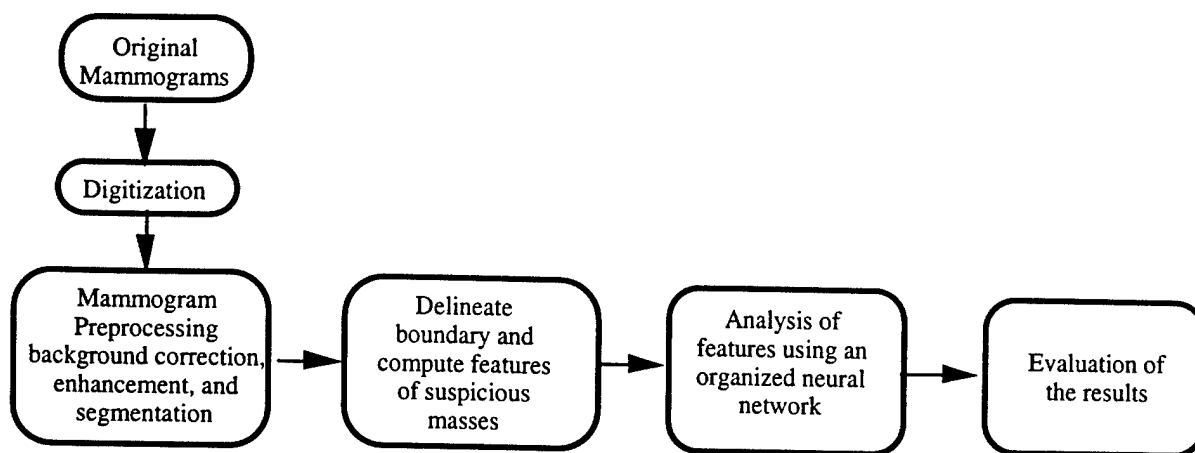 Original
Mammograms
Digitization
Mammogram
Preprocessing
background correction,
enhancement, and
segmentation
Delineate
boundary and
compute features
of suspicious
masses
Analysis of
features using an
organized neural
network
Evaluation of
the results